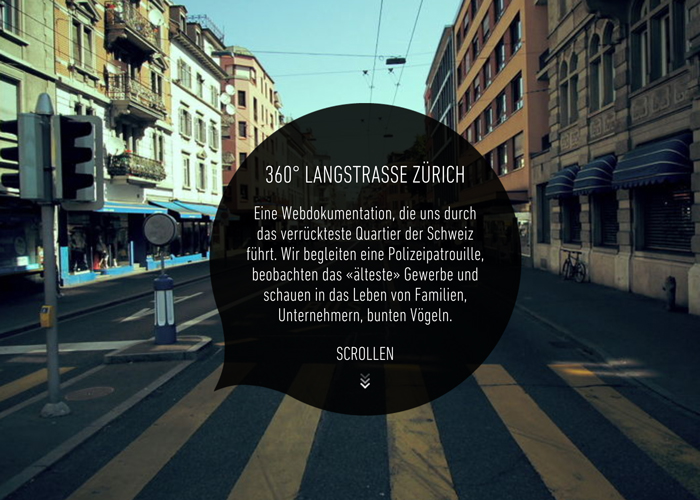 360° LANGSTRASSE ZÜRICH
Eine Webdokumentation, die uns durch
das verrückteste Quartier der Schweiz
führt. Wir begleiten eine Polizeipatrouille,
beobachten das «älteste» Gewerbe und
schauen in das Leben von Familien,
Unternehmern, bunten Vögeln.
SCROLLEN